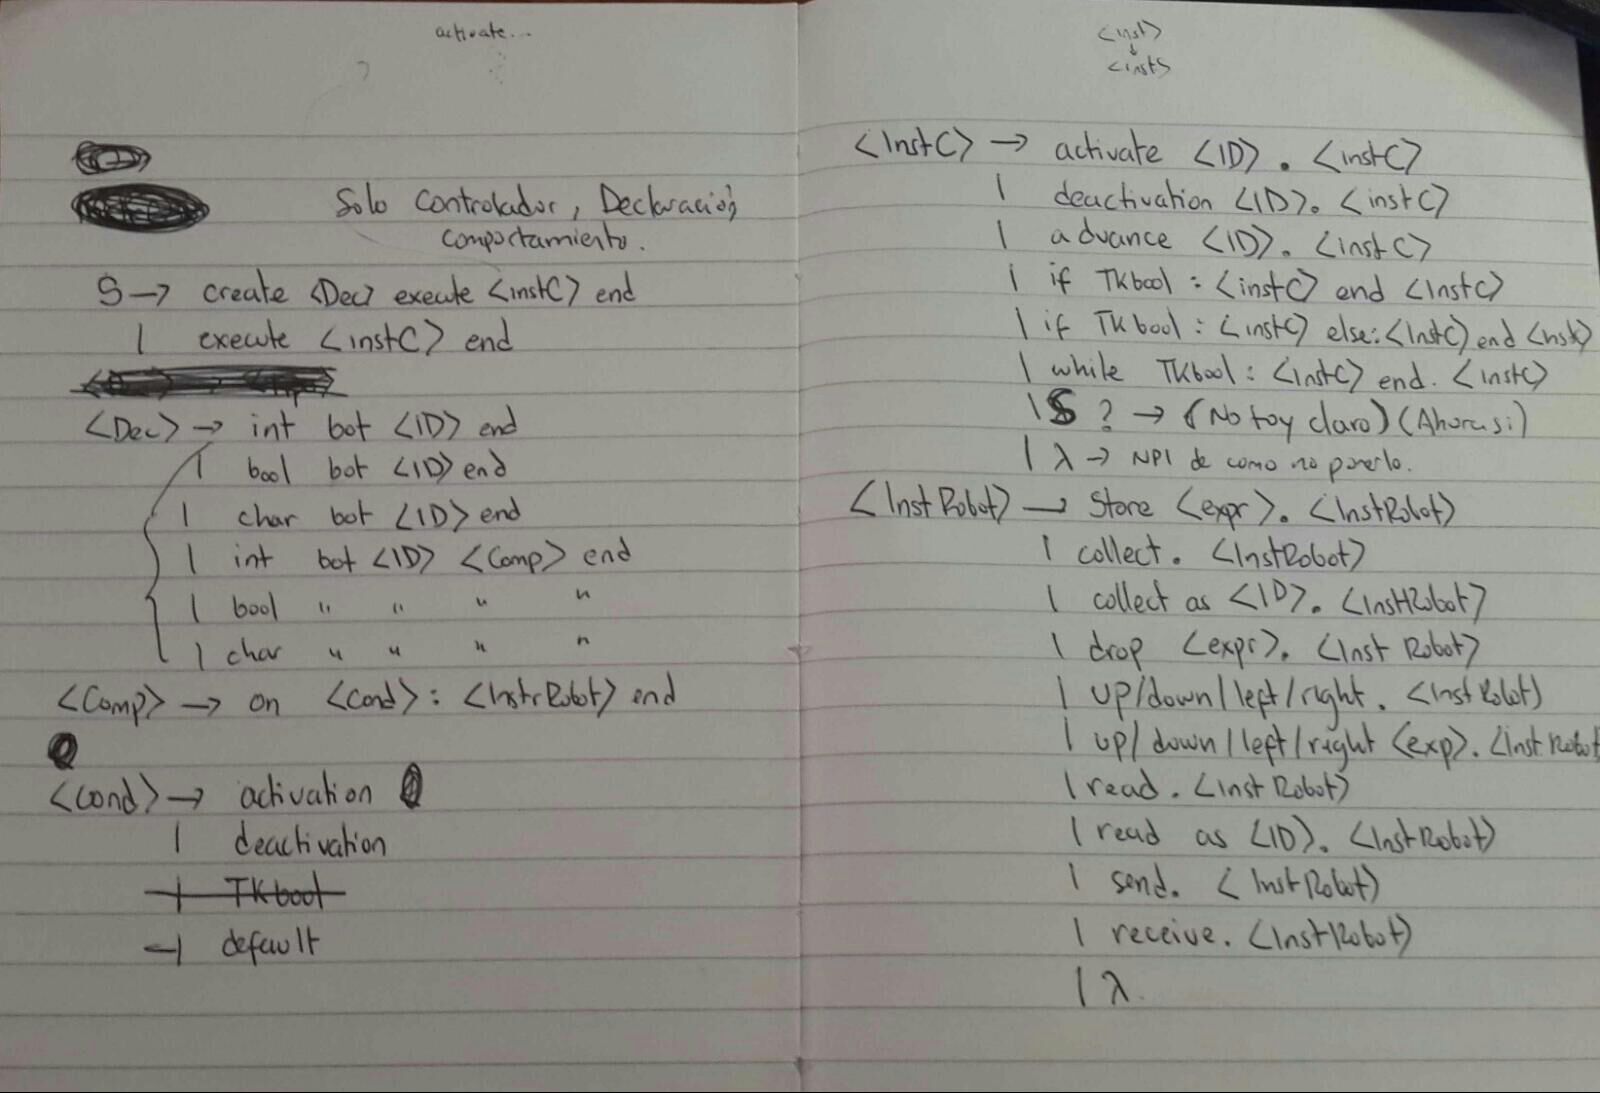 activate...
Solo Controlador, Declaración,
comportamiento.
S → create <Dec> execute <instC> end
| execute <instC> end
<Dec> → int bot <ID> end
| bool bot <ID> end
| char bot <ID> end
| int bot <ID> <Comp> end
| bool " " " "
| char " " " "
<Comp> → on <Cond> : <InstrRobot> end
<Cond> → activation
| deactivation
| TKbool
| default
<inst>
↓
<instS
<InstC> → activate <ID> . <instC>
| deactivation <ID>. <instC>
| advance <ID>. <instC>
| if TKbool : <instC> end <InstC>
| if TKbool : <instC> else: <InstC> end <Inst>
| while TKbool : <InstC> end. <instC>
| S ? → (No toy claro) (Ahora si)
| λ → NPI de como no ponerlo.
<InstRobot> → Store <expr>. <InstRobot>
| collect. <InstRobot>
| collect as <ID>. <InstRobot>
| drop <expr>. <Inst Robot>
| up/down/left/right. <InstRobot>
| up/down/left/right <exp>. <Inst Robot
| read. <Inst Robot>
| read as <ID>. <InstRobot>
| send. <InstRobot>
| receive. <InstRobot>
| λ.